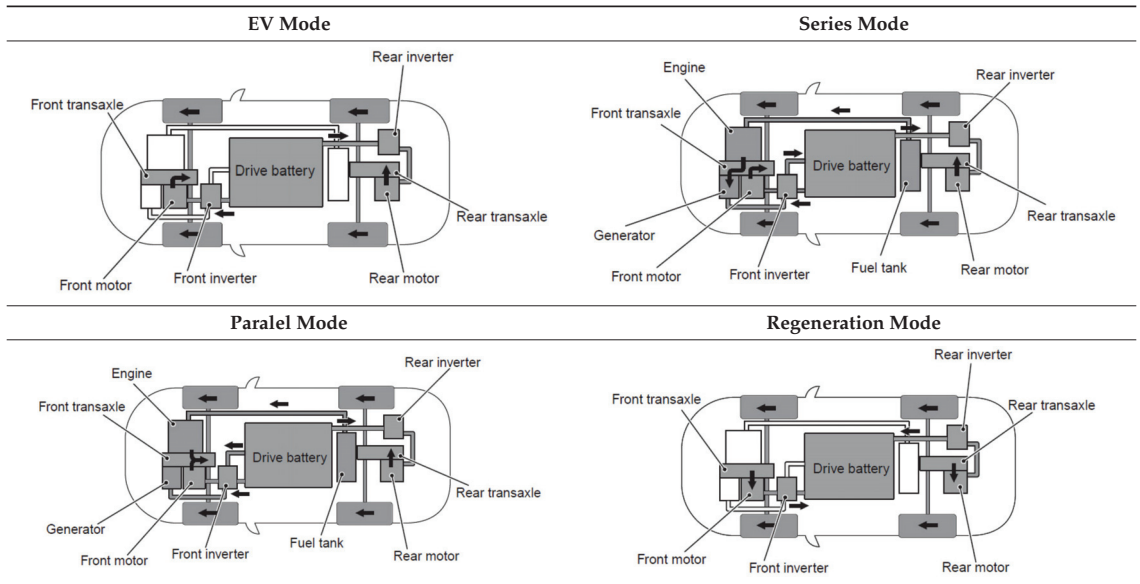 EV Mode
Series Mode
Rear inverter
Front transaxle
Drive battery
Rear transaxle
Front motor
Front inverter
Rear motor
Engine
Rear inverter
Front transaxle
Drive battery
Rear transaxle
Generator
Front motor
Front inverter
Fuel tank
Rear motor
Paralel Mode
Regeneration Mode
Engine
Rear inverter
Front transaxle
Drive battery
Rear transaxle
Generator
Front motor
Front inverter
Fuel tank
Rear motor
Rear inverter
Front transaxle
Rear transaxle
Drive battery
Front motor
Front inverter
Rear motor